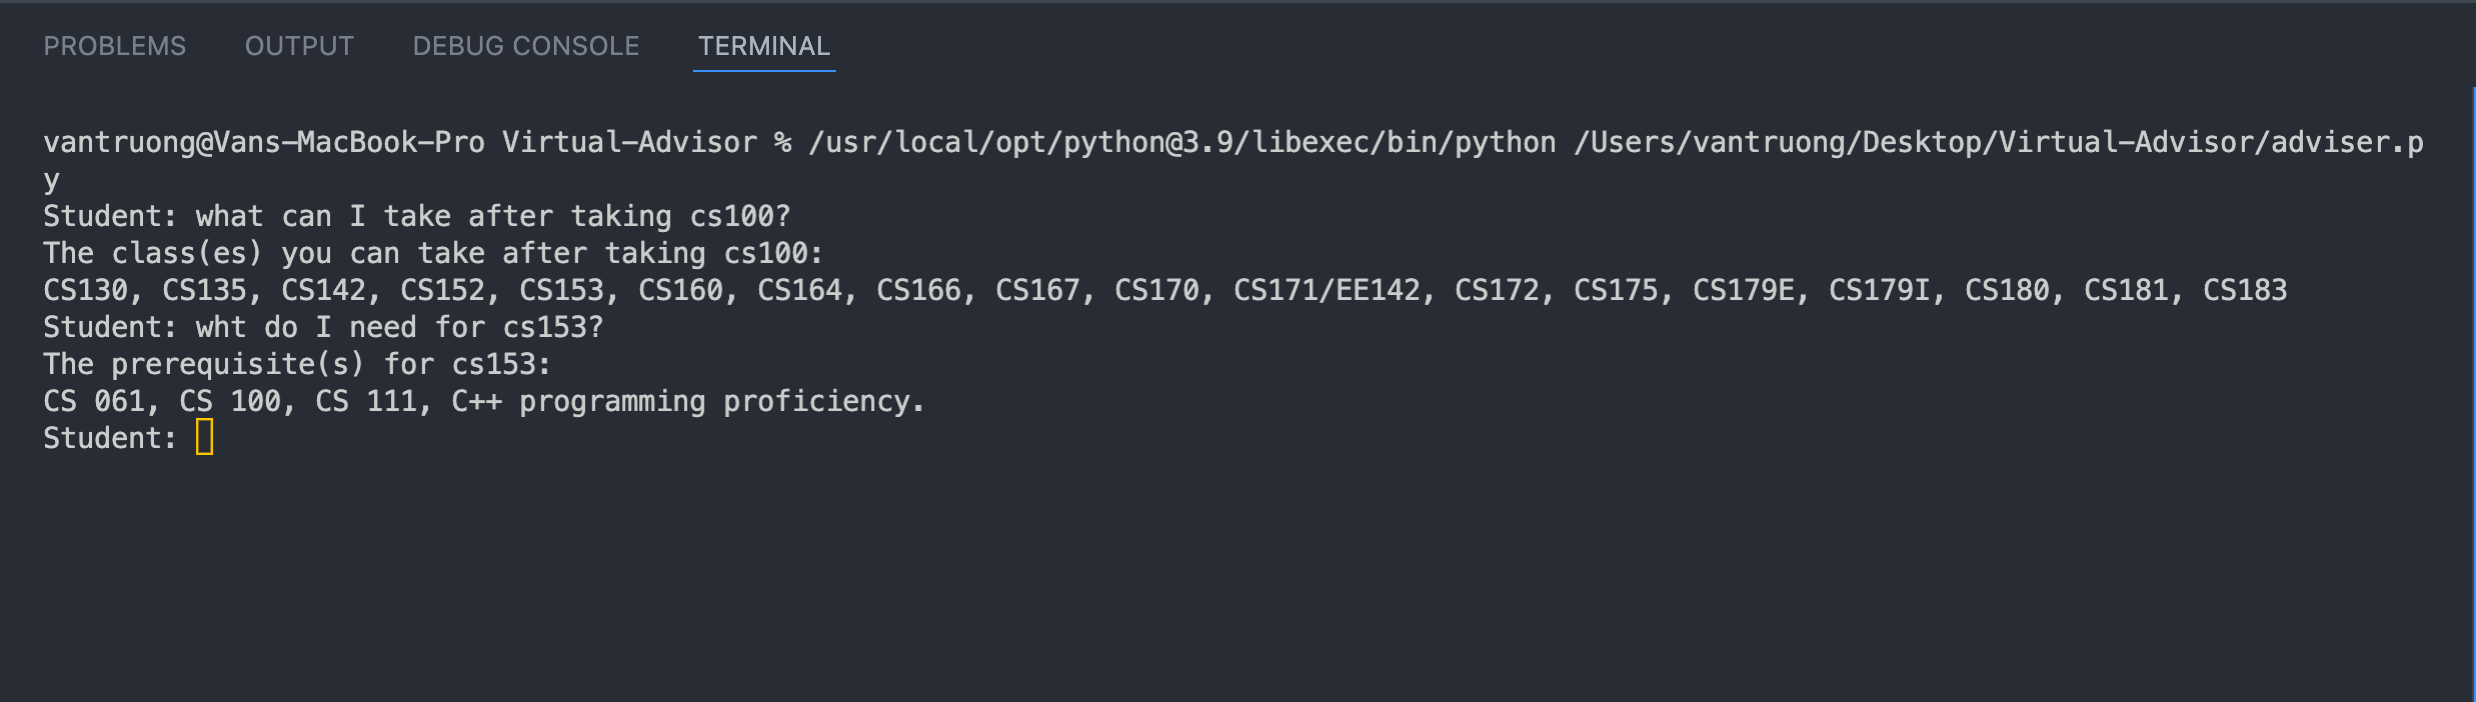 PROBLEMS OUTPUT DEBUG CONSOLE TERMINAL
vantruong@Vans-MacBook-Pro Virtual-Advisor % /usr/local/opt/python@3.9/libexec/bin/python /Users/vantruong/Desktop/Virtual-Advisor/adviser.p
y
Student: what can I take after taking cs100?
The class(es) you can take after taking cs100:
CS130, CS135, CS142, CS152, CS153, CS160, CS164, CS166, CS167, CS170, CS171/EE142, CS172, CS175, CS179E, CS179I, CS180, CS181, CS183
Student: wht do I need for cs153?
The prerequisite(s) for cs153:
CS 061, CS 100, CS 111, C++ programming proficiency.
Student: